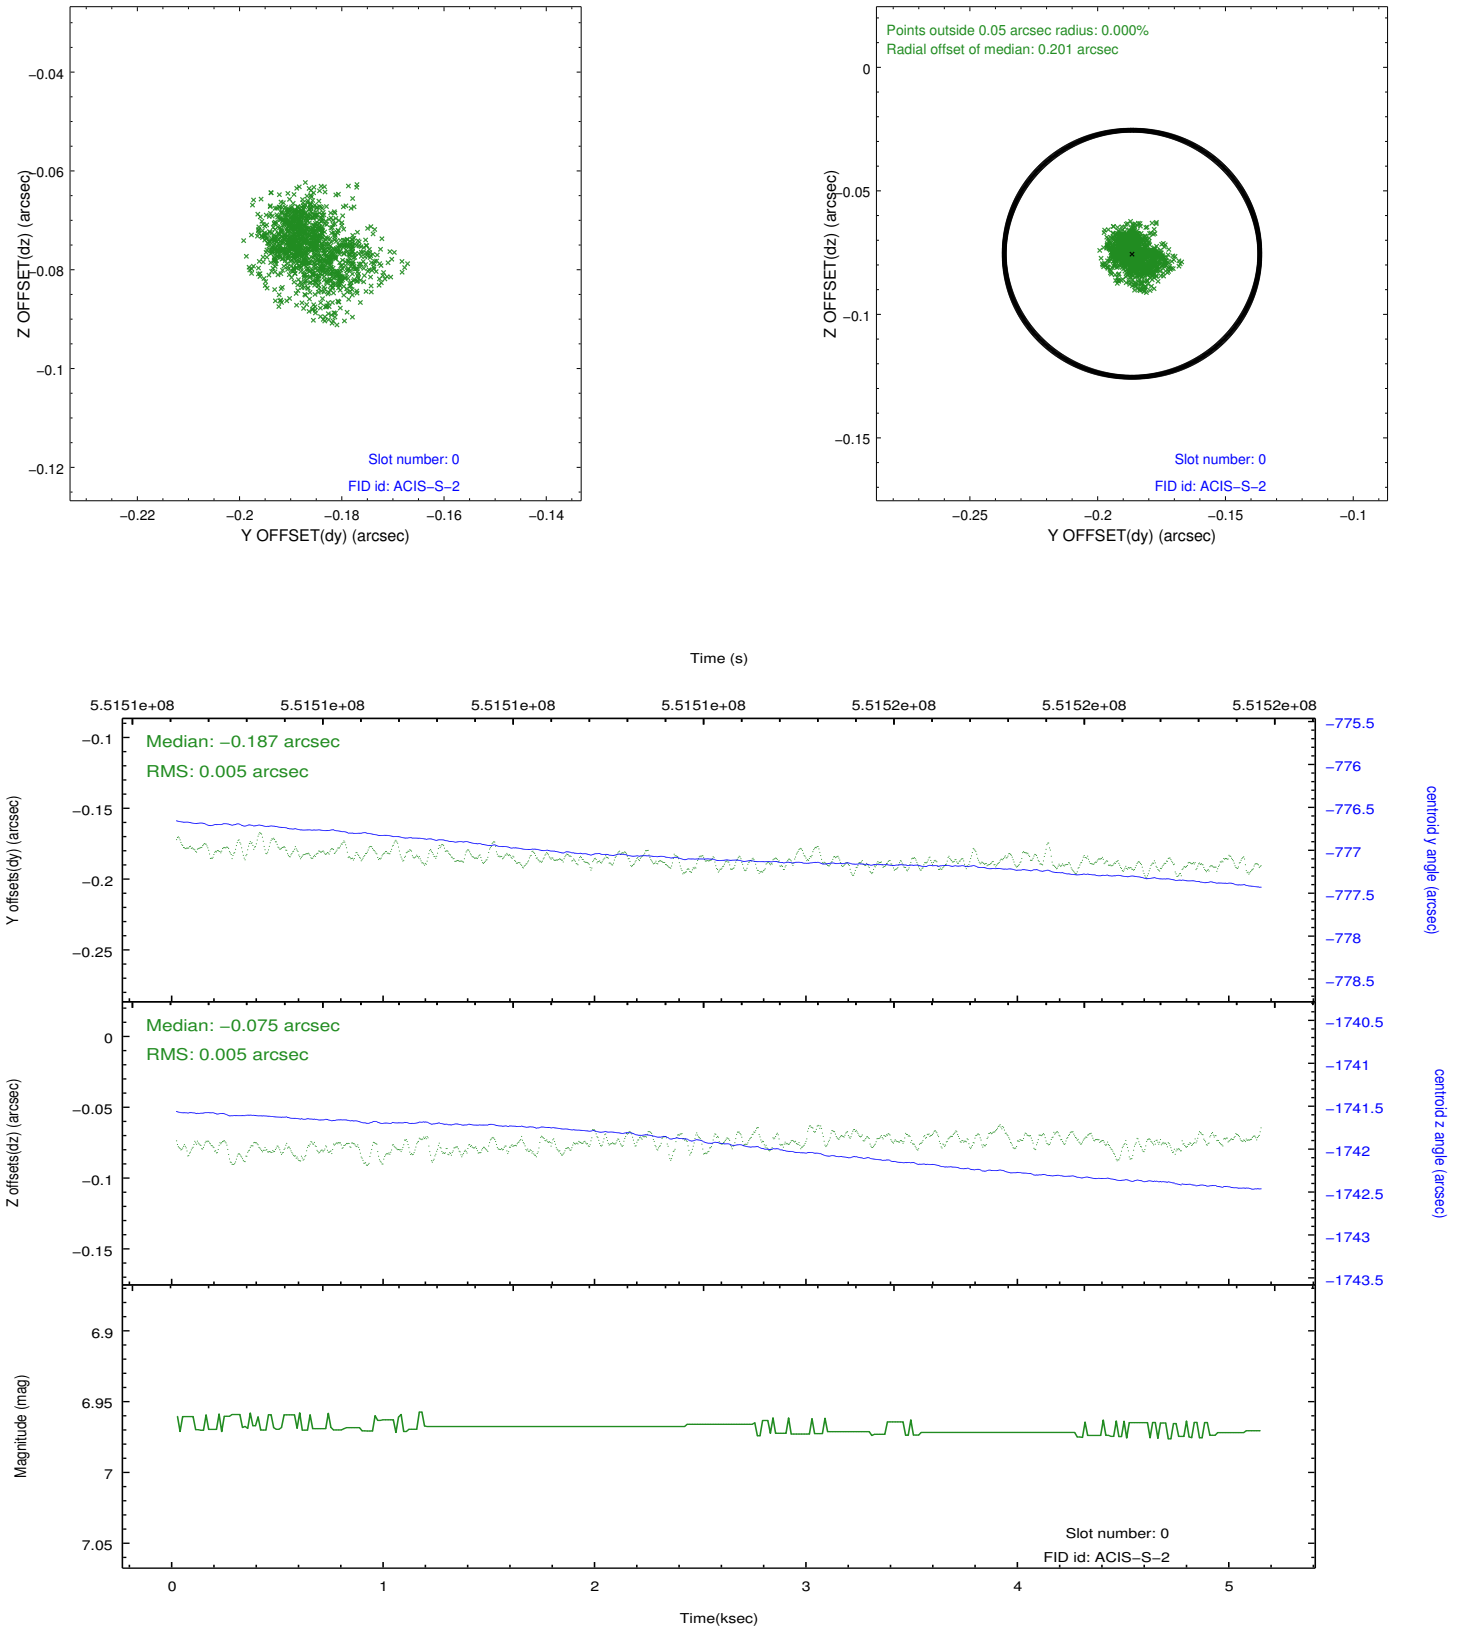 −0.04
−0.06
−0.08
−0.1
−0.12
Z OFFSET(dz) (arcsec)
Slot number: 0
FID id: ACIS−S−2
−0.22
−0.2
−0.18
−0.16
−0.14
Y OFFSET(dy) (arcsec)
Points outside 0.05 arcsec radius: 0.000%
Radial offset of median: 0.201 arcsec
0
−0.05
−0.1
−0.15
Z OFFSET(dz) (arcsec)
Slot number: 0
FID id: ACIS−S−2
−0.25
−0.2
−0.15
−0.1
Y OFFSET(dy) (arcsec)
Time (s)
5.5151e+08
5.5151e+08
5.5151e+08
5.5151e+08
5.5152e+08
5.5152e+08
5.5152e+08
Median: −0.187 arcsec
RMS: 0.005 arcsec
−0.1
−0.15
−0.2
−0.25
Y offsets(dy) (arcsec)
−775.5
−776
−776.5
−777
−777.5
−778
−778.5
centroid y angle (arcsec)
Median: −0.075 arcsec
RMS: 0.005 arcsec
0
−0.05
−0.1
−0.15
Z offsets(dz) (arcsec)
−1740.5
−1741
−1741.5
−1742
−1742.5
−1743
−1743.5
centroid z angle (arcsec)
6.9
6.95
7
7.05
Magnitude (mag)
Slot number: 0
FID id: ACIS−S−2
0
1
2
3
4
5
Time(ksec)